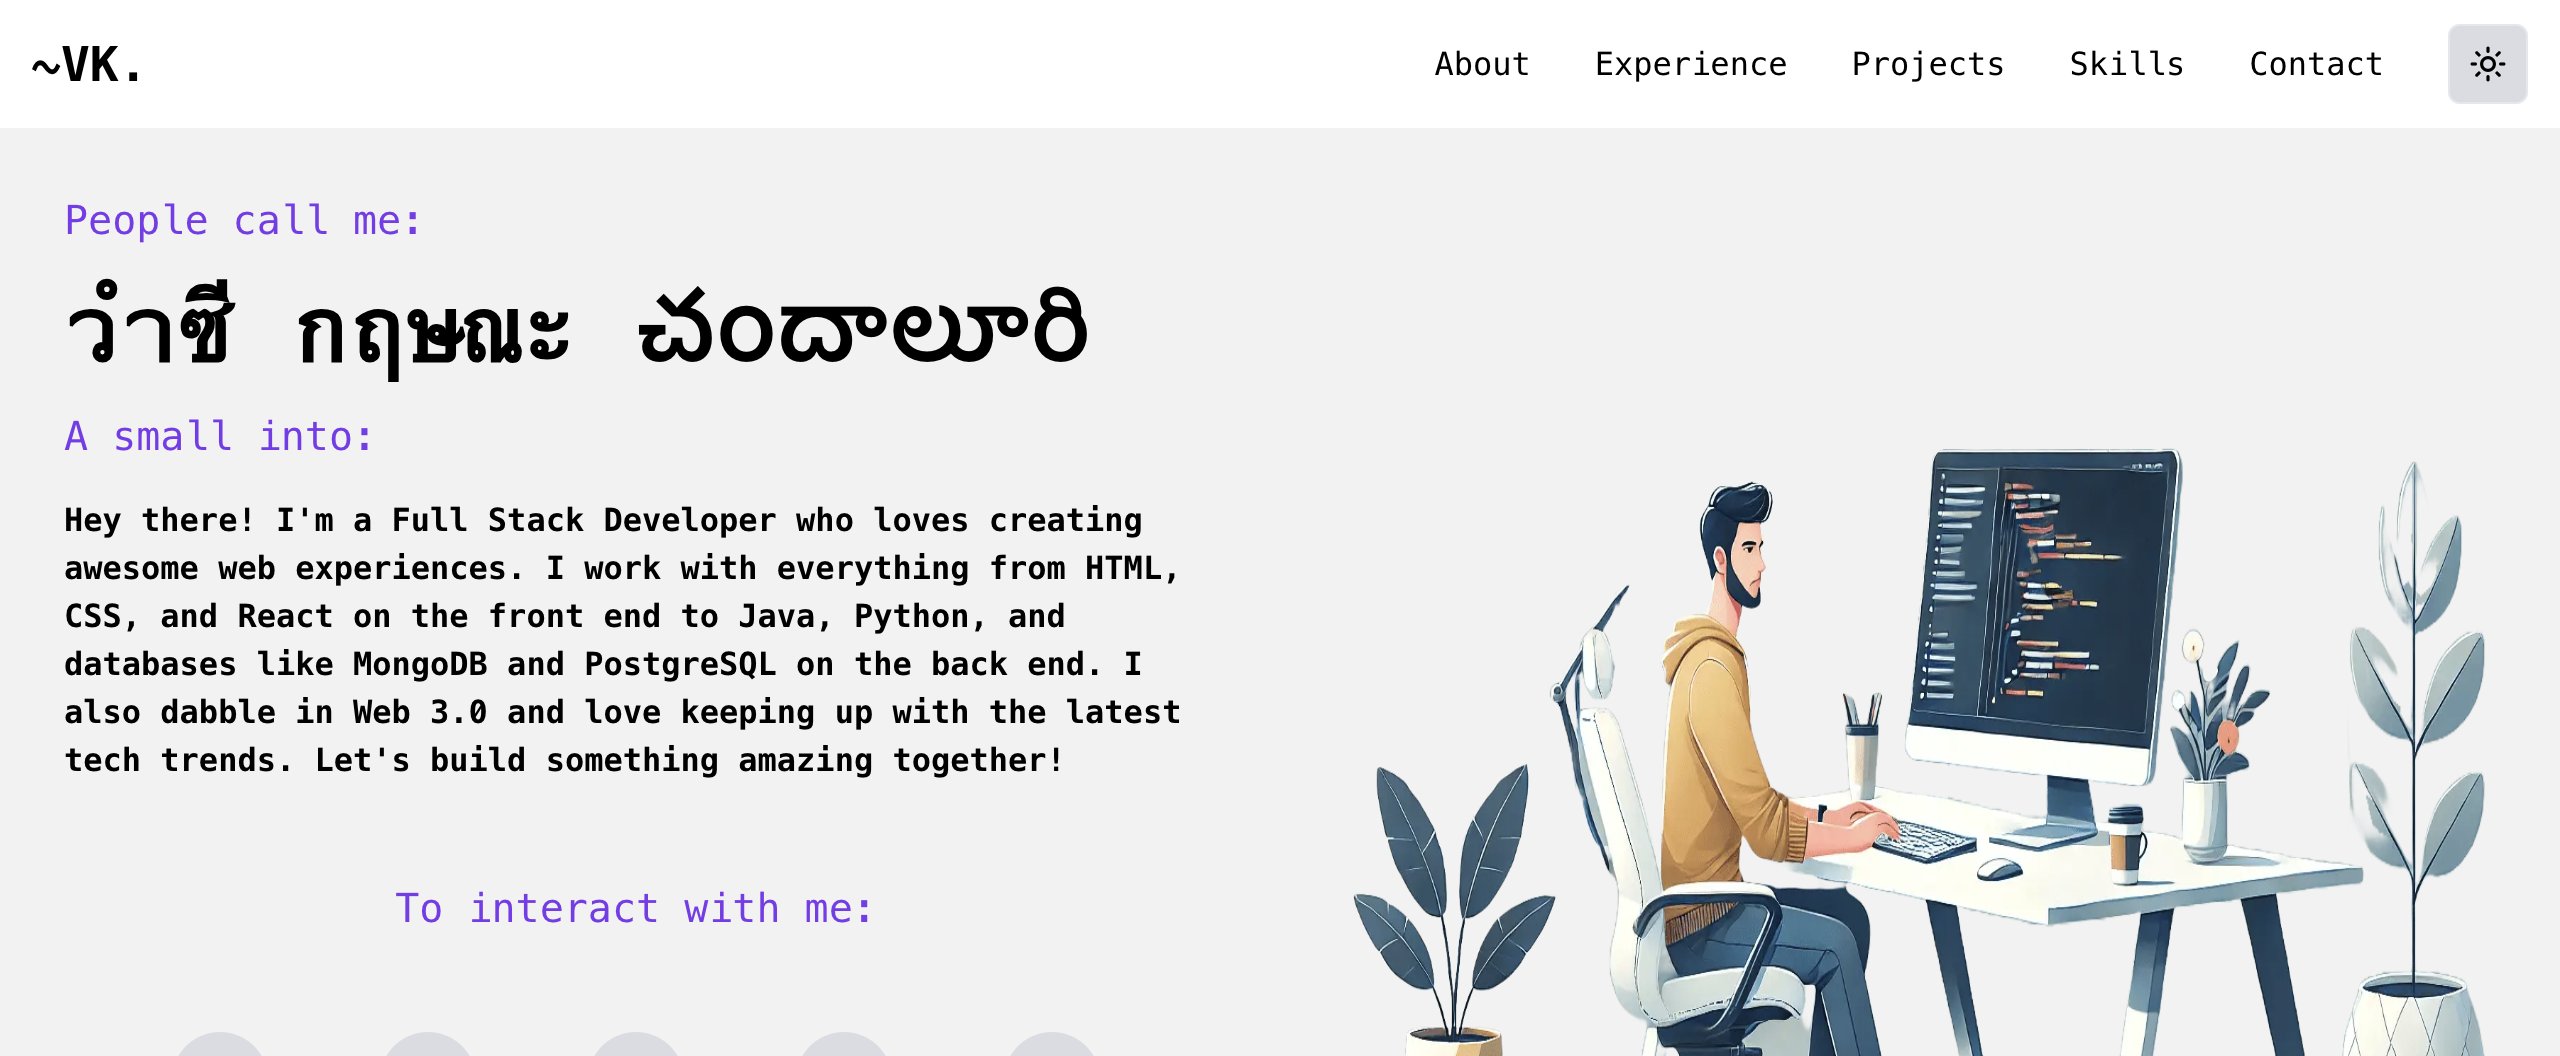 ~VK.
About Experience Projects Skills Contact
People call me:
วำซี กฤษณะ చందాలూరి
A small into:
Hey there! I'm a Full Stack Developer who loves creating
awesome web experiences. I work with everything from HTML,
CSS, and React on the front end to Java, Python, and
databases like MongoDB and PostgreSQL on the back end. I
also dabble in Web 3.0 and love keeping up with the latest
tech trends. Let's build something amazing together!
To interact with me: